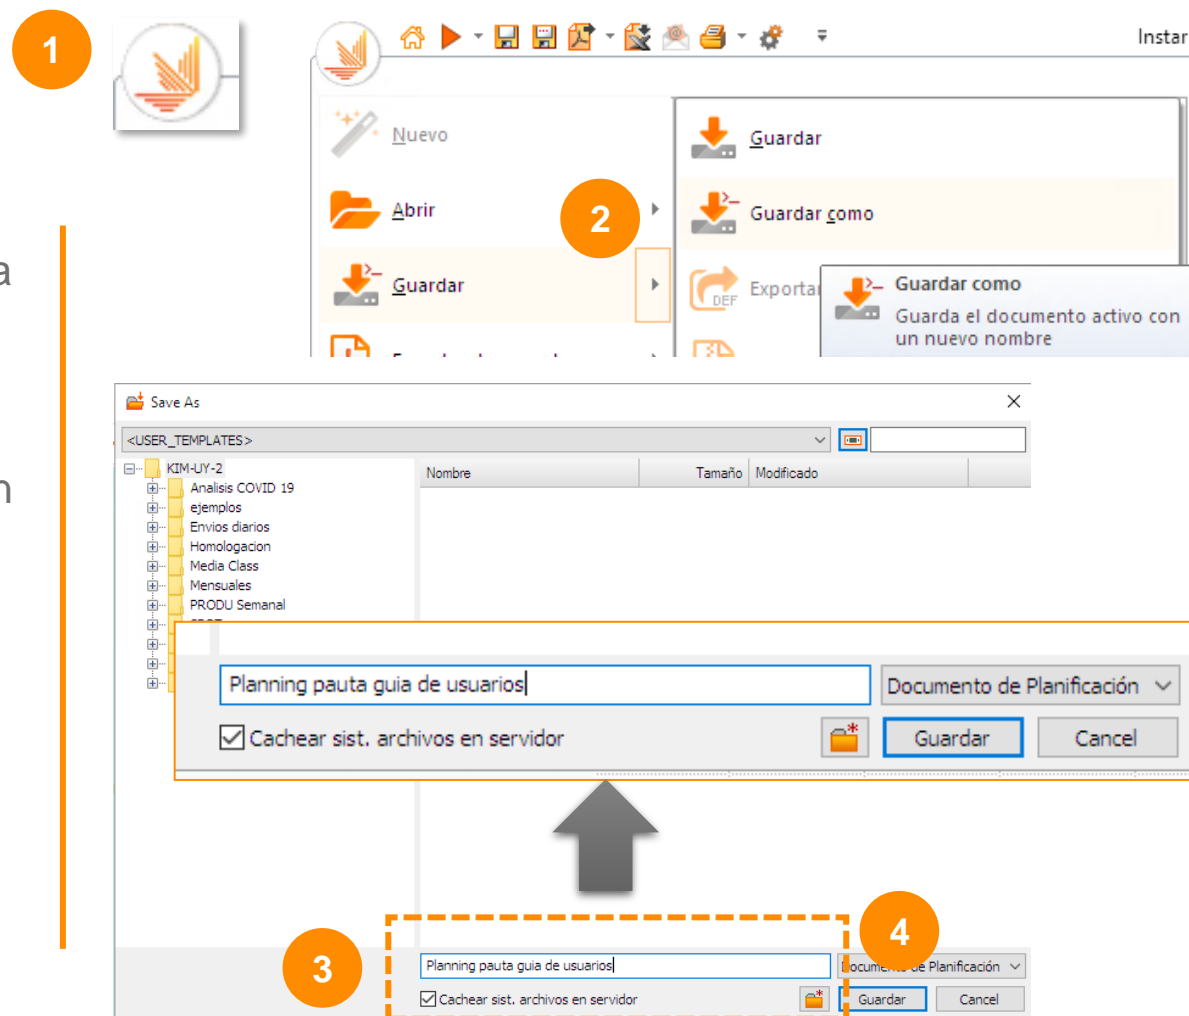 1
Instar
Nuevo
Guardar
Abrir
2
Guardar como
Guardar
DEF
Exportar
Guardar como
Guarda el documento activo con
un nuevo nombre
a
n
Save As
<USER_TEMPLATES>
KIM-UY-2
Nombre
Tamaño
Modificado
Analisis COVID 19
ejemplos
Envios diarios
Homologacion
Media Class
Mensuales
PRODU Semanal
Planning pauta guia de usuarios
Documento de Planificación
Cachear sist. archivos en servidor
Guardar
Cancel
3
4
Planning pauta guia de usuarios
Documento de Planificación
Cachear sist. archivos en servidor
Guardar
Cancel